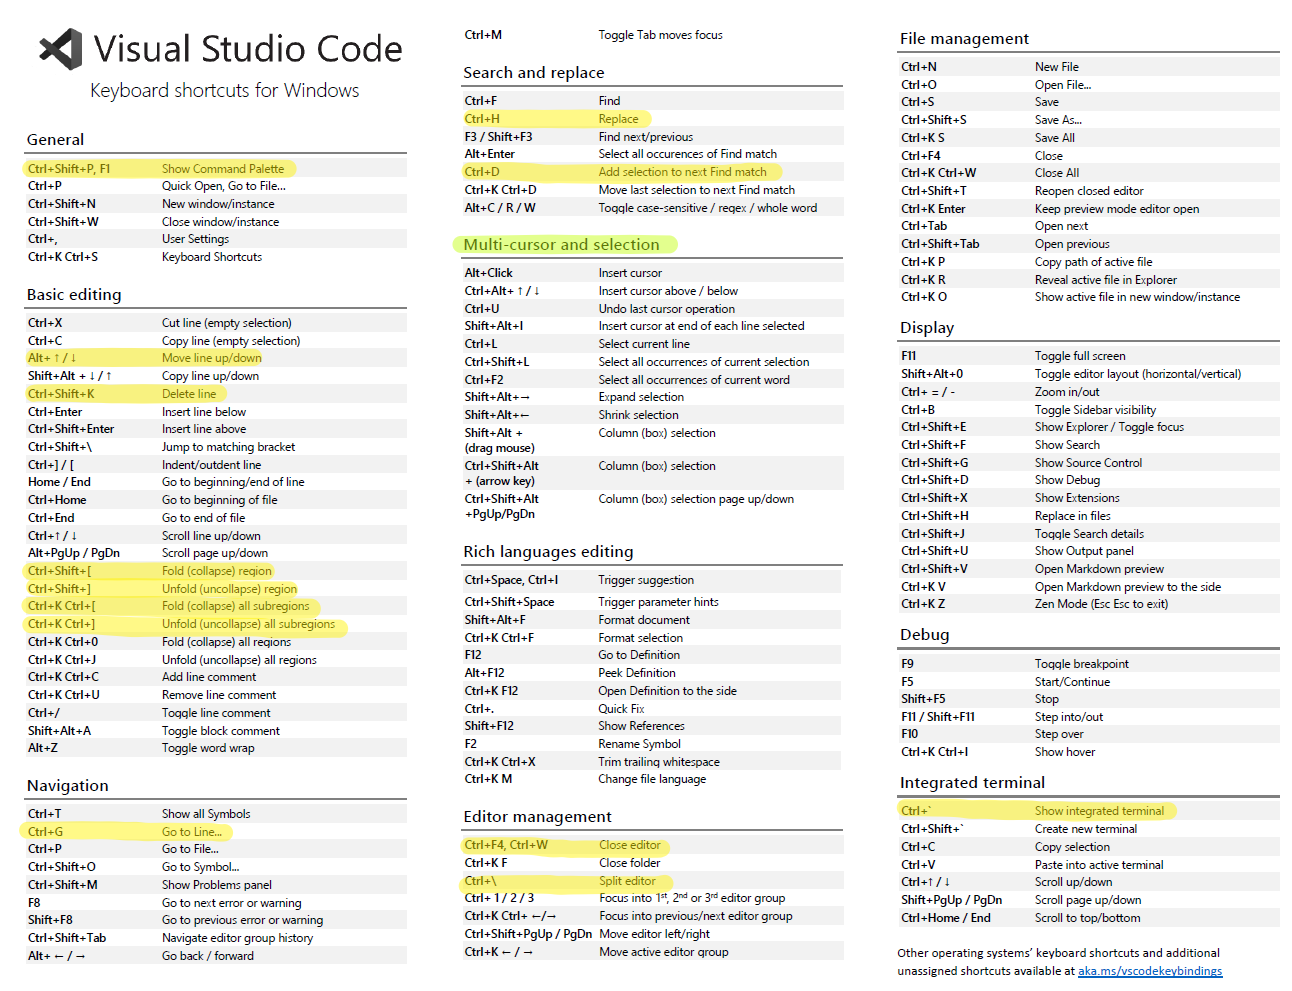 Visual Studio Code
Keyboard shortcuts for Windows
General
Ctrl+Shift+P, F1 Show Command Palette
Ctrl+P Quick Open, Go to File...
Ctrl+Shift+N New window/instance
Ctrl+Shift+W Close window/instance
Ctrl+, User Settings
Ctrl+K Ctrl+S Keyboard Shortcuts
Basic editing
Ctrl+X Cut line (empty selection)
Ctrl+C Copy line (empty selection)
Alt+ ↑ / ↓ Move line up/down
Shift+Alt + ↓ / ↑ Copy line up/down
Ctrl+Shift+K Delete line
Ctrl+Enter Insert line below
Ctrl+Shift+Enter Insert line above
Ctrl+Shift+\ Jump to matching bracket
Ctrl+] / [ Indent/outdent line
Home / End Go to beginning/end of line
Ctrl+Home Go to beginning of file
Ctrl+End Go to end of file
Ctrl+↑ / ↓ Scroll line up/down
Alt+PgUp / PgDn Scroll page up/down
Ctrl+Shift+[ Fold (collapse) region
Ctrl+Shift+] Unfold (uncollapse) region
Ctrl+K Ctrl+[ Fold (collapse) all subregions
Ctrl+K Ctrl+] Unfold (uncollapse) all subregions
Ctrl+K Ctrl+0 Fold (collapse) all regions
Ctrl+K Ctrl+J Unfold (uncollapse) all regions
Ctrl+K Ctrl+C Add line comment
Ctrl+K Ctrl+U Remove line comment
Ctrl+/ Toggle line comment
Shift+Alt+A Toggle block comment
Alt+Z Toggle word wrap
Navigation
Ctrl+T Show all Symbols
Ctrl+G Go to Line...
Ctrl+P Go to File...
Ctrl+Shift+O Go to Symbol...
Ctrl+Shift+M Show Problems panel
F8 Go to next error or warning
Shift+F8 Go to previous error or warning
Ctrl+Shift+Tab Navigate editor group history
Alt+ ← / → Go back / forward
Ctrl+M Toggle Tab moves focus
Search and replace
Ctrl+F Find
Ctrl+H Replace
F3 / Shift+F3 Find next/previous
Alt+Enter Select all occurences of Find match
Ctrl+D Add selection to next Find match
Ctrl+K Ctrl+D Move last selection to next Find match
Alt+C / R / W Toggle case-sensitive / regex / whole word
Multi-cursor and selection
Alt+Click Insert cursor
Ctrl+Alt+ ↑ / ↓ Insert cursor above / below
Ctrl+U Undo last cursor operation
Shift+Alt+I Insert cursor at end of each line selected
Ctrl+L Select current line
Ctrl+Shift+L Select all occurrences of current selection
Ctrl+F2 Select all occurrences of current word
Shift+Alt+→ Expand selection
Shift+Alt+← Shrink selection
Shift+Alt + Column (box) selection
(drag mouse)
Ctrl+Shift+Alt Column (box) selection
+ (arrow key)
Ctrl+Shift+Alt Column (box) selection page up/down
+PgUp/PgDn
Rich languages editing
Ctrl+Space, Ctrl+I Trigger suggestion
Ctrl+Shift+Space Trigger parameter hints
Shift+Alt+F Format document
Ctrl+K Ctrl+F Format selection
F12 Go to Definition
Alt+F12 Peek Definition
Ctrl+K F12 Open Definition to the side
Ctrl+. Quick Fix
Shift+F12 Show References
F2 Rename Symbol
Ctrl+K Ctrl+X Trim trailing whitespace
Ctrl+K M Change file language
Editor management
Ctrl+F4, Ctrl+W Close editor
Ctrl+K F Close folder
Ctrl+\ Split editor
Ctrl+ 1 / 2 / 3 Focus into 1st, 2nd or 3rd editor group
Ctrl+K Ctrl+ ←/→ Focus into previous/next editor group
Ctrl+Shift+PgUp / PgDn Move editor left/right
Ctrl+K ← / → Move active editor group
File management
Ctrl+N New File
Ctrl+O Open File...
Ctrl+S Save
Ctrl+Shift+S Save As...
Ctrl+K S Save All
Ctrl+F4 Close
Ctrl+K Ctrl+W Close All
Ctrl+Shift+T Reopen closed editor
Ctrl+K Enter Keep preview mode editor open
Ctrl+Tab Open next
Ctrl+Shift+Tab Open previous
Ctrl+K P Copy path of active file
Ctrl+K R Reveal active file in Explorer
Ctrl+K O Show active file in new window/instance
Display
F11 Toggle full screen
Shift+Alt+0 Toggle editor layout (horizontal/vertical)
Ctrl+ = / - Zoom in/out
Ctrl+B Toggle Sidebar visibility
Ctrl+Shift+E Show Explorer / Toggle focus
Ctrl+Shift+F Show Search
Ctrl+Shift+G Show Source Control
Ctrl+Shift+D Show Debug
Ctrl+Shift+X Show Extensions
Ctrl+Shift+H Replace in files
Ctrl+Shift+J Toggle Search details
Ctrl+Shift+U Show Output panel
Ctrl+Shift+V Open Markdown preview
Ctrl+K V Open Markdown preview to the side
Ctrl+K Z Zen Mode (Esc Esc to exit)
Debug
F9 Toggle breakpoint
F5 Start/Continue
Shift+F5 Stop
F11 / Shift+F11 Step into/out
F10 Step over
Ctrl+K Ctrl+I Show hover
Integrated terminal
Ctrl+` Show integrated terminal
Ctrl+Shift+` Create new terminal
Ctrl+C Copy selection
Ctrl+V Paste into active terminal
Ctrl+↑ / ↓ Scroll up/down
Shift+PgUp / PgDn Scroll page up/down
Ctrl+Home / End Scroll to top/bottom
Other operating systems' keyboard shortcuts and additional
unassigned shortcuts available at aka.ms/vscodekeybindings